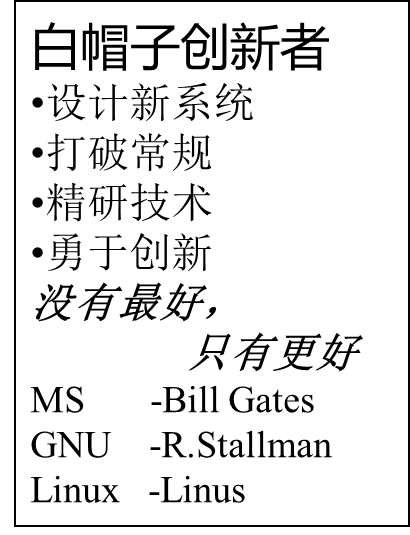 白帽子创新者
•设计新系统
•打破常规
•精研技术
•勇于创新
没有最好，
只有更好
MS -Bill Gates
GNU -R.Stallman
Linux -Linus